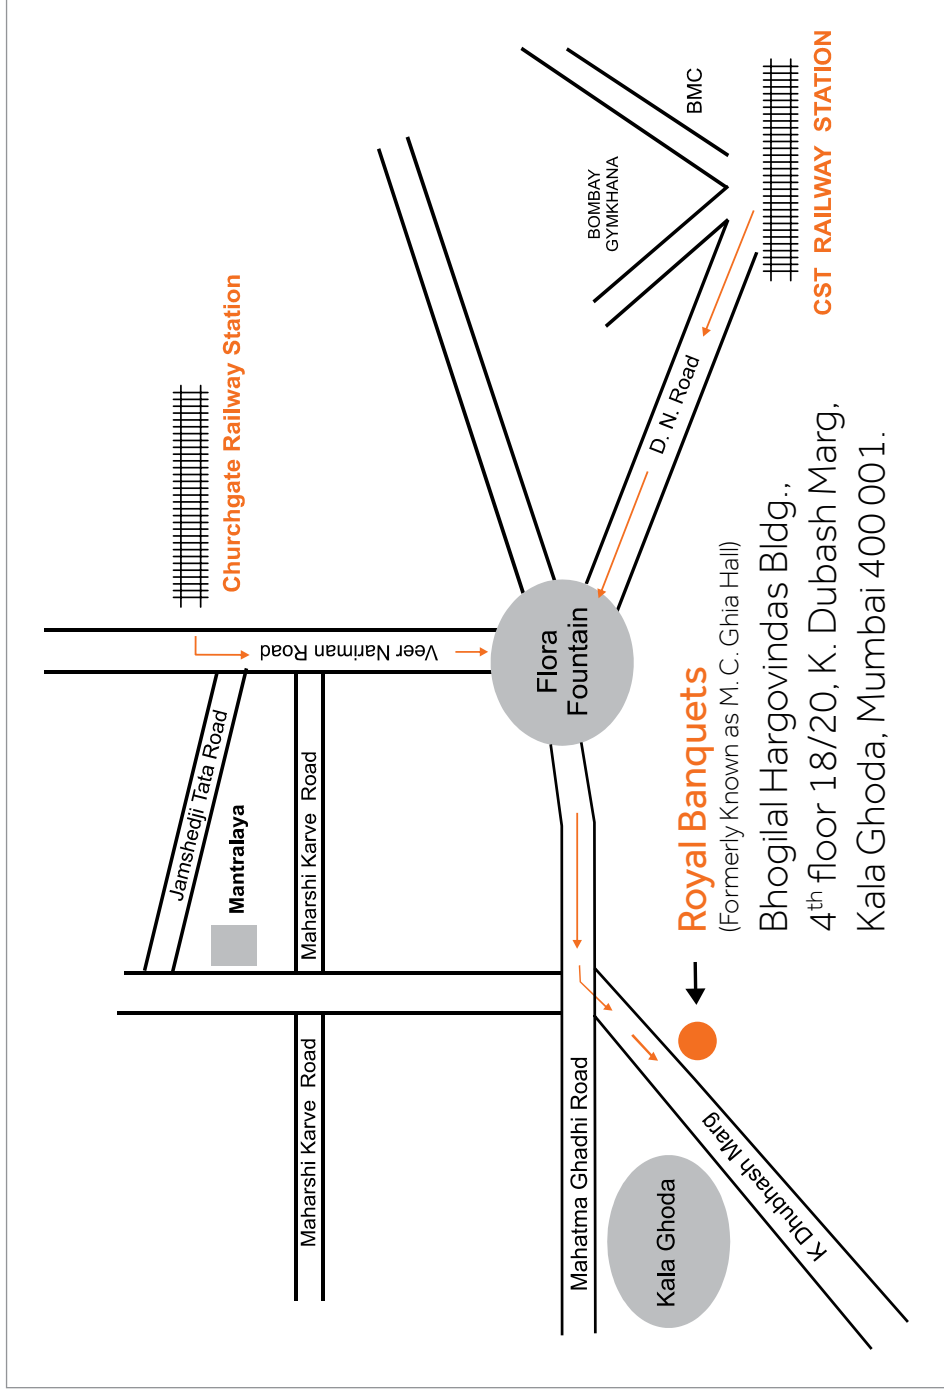 Churchgate Railway Station
Veer Nariman Road
Jamshedji Tata Road
Mantralaya
Maharshi Karve Road
Maharshi Karve Road
BMC
BOMBAY
GYMKHANA
CST RAILWAY STATION
D. N. Road
Flora
Fountain
Mahatma Ghadhi Road
Kala Ghoda
K Dhubhash Marg
Royal Banquets
(Formerly Known as M. C. Ghia Hall)
Bhogilal Hargovindas Bldg.,
4th floor 18/20, K. Dubash Marg,
Kala Ghoda, Mumbai 400 001.